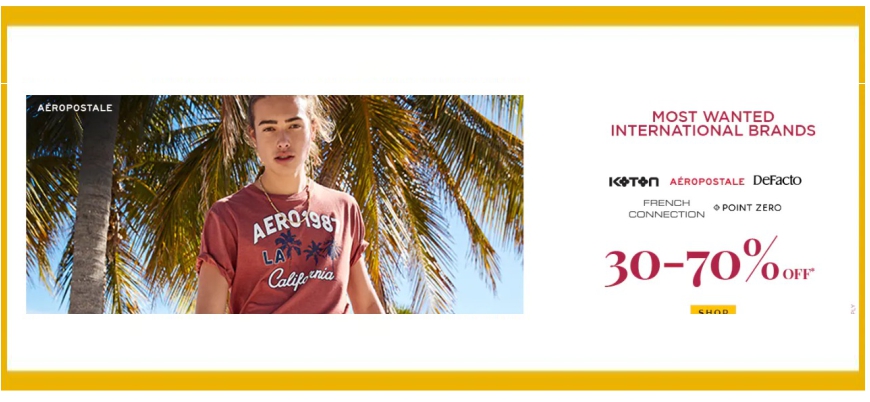 AÉROPOSTALE
AERO 1987
LA
California
MOST WANTED
INTERNATIONAL BRANDS
KOTON AÉROPOSTALE DeFacto
FRENCH
CONNECTION POINT ZERO
30-70% OFF*
SHOP